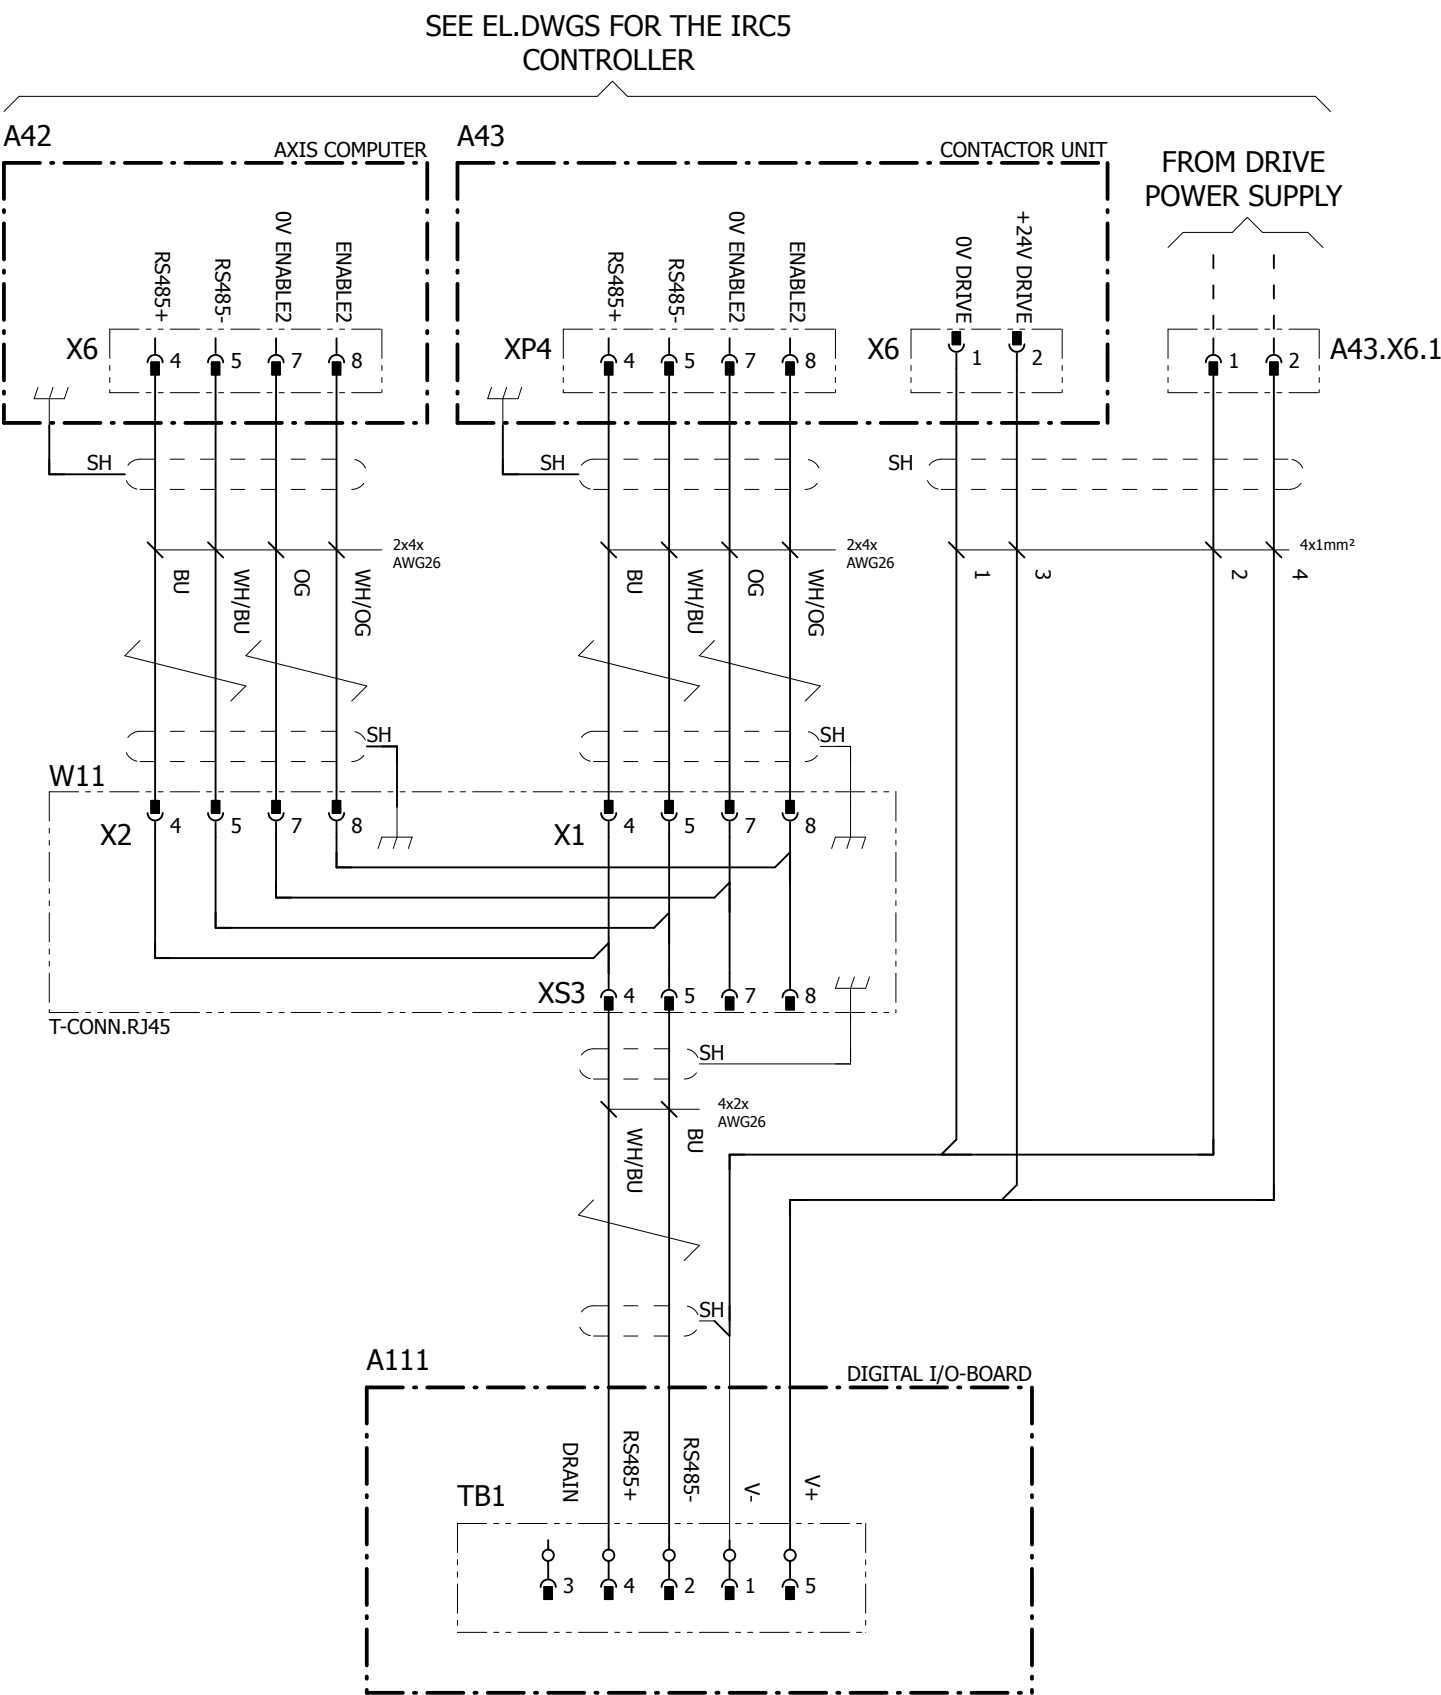 SEE EL.DWGS FOR THE IRC5
CONTROLLER
A42
AXIS COMPUTER
A43
CONTACTOR UNIT
FROM DRIVE
POWER SUPPLY
RS485+
RS485-
0V ENABLE2
ENABLE2
RS485+
RS485-
0V ENABLE2
ENABLE2
0V DRIVE
+24V DRIVE
X6 4 5 7 8
XP4 4 5 7 8
X6 1 2
1 2 A43.X6.1
SH
SH
SH
2x4x
AWG26
2x4x
AWG26
4x1mm²
BU
WH/BU
OG
WH/OG
BU
WH/BU
OG
WH/OG
1
3
2
4
SH
SH
W11
X2 4 5 7 8
X1 4 5 7 8
XS3 4 5 7 8
T-CONN.RJ45
SH
4x2x
AWG26
WH/BU
BU
SH
A111
DIGITAL I/O-BOARD
DRAIN
RS485+
RS485-
V-
V+
TB1
3 4 2 1 5